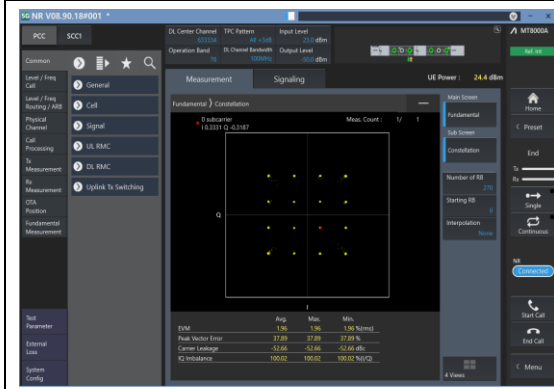 5G NR V08.90.18#001 *
PCC SCC1
DL Center Channel TPC Pattern Input Level
633334 All +3dB 23.0 dBm
Operation Band DL Channel Bandwidth Output Level
78 100MHz -50.0 dBm
MT8000A
Ref. Int
Common
Level / Freq
Call
Level / Freq
Routing / ARB
Physical
Channel
Call
Processing
Tx
Measurement
Rx
Measurement
OTA
Position
Fundamental
Measurement
Test
Parameter
External
Loss
System
Config
General
Cell
Signal
UL RMC
DL RMC
Uplink Tx Switching
Measurement Signaling UE Power : 24.4 dBm
Fundamental Constellation
0 subcarrier Meas. Count : 1/ 1
I 0.3331 Q -0.3187
Q
I
Avg. Max. Min.
EVM 1.96 1.96 1.96 %(rms)
Peak Vector Error 37.89 37.89 37.89 %
Carrier Leakage -52.66 -52.66 -52.66 dBc
IQ Imbalance 100.02 100.02 100.02 %(I/Q)
Main Screen
Fundamental
Sub Screen
Constellation
Number of RB
270
Starting RB
0
Interpolation
None
4 Views
Home
Preset
End
Tx
Rx
Single
Continuous
NR
Connected
Start Call
End Call
Menu